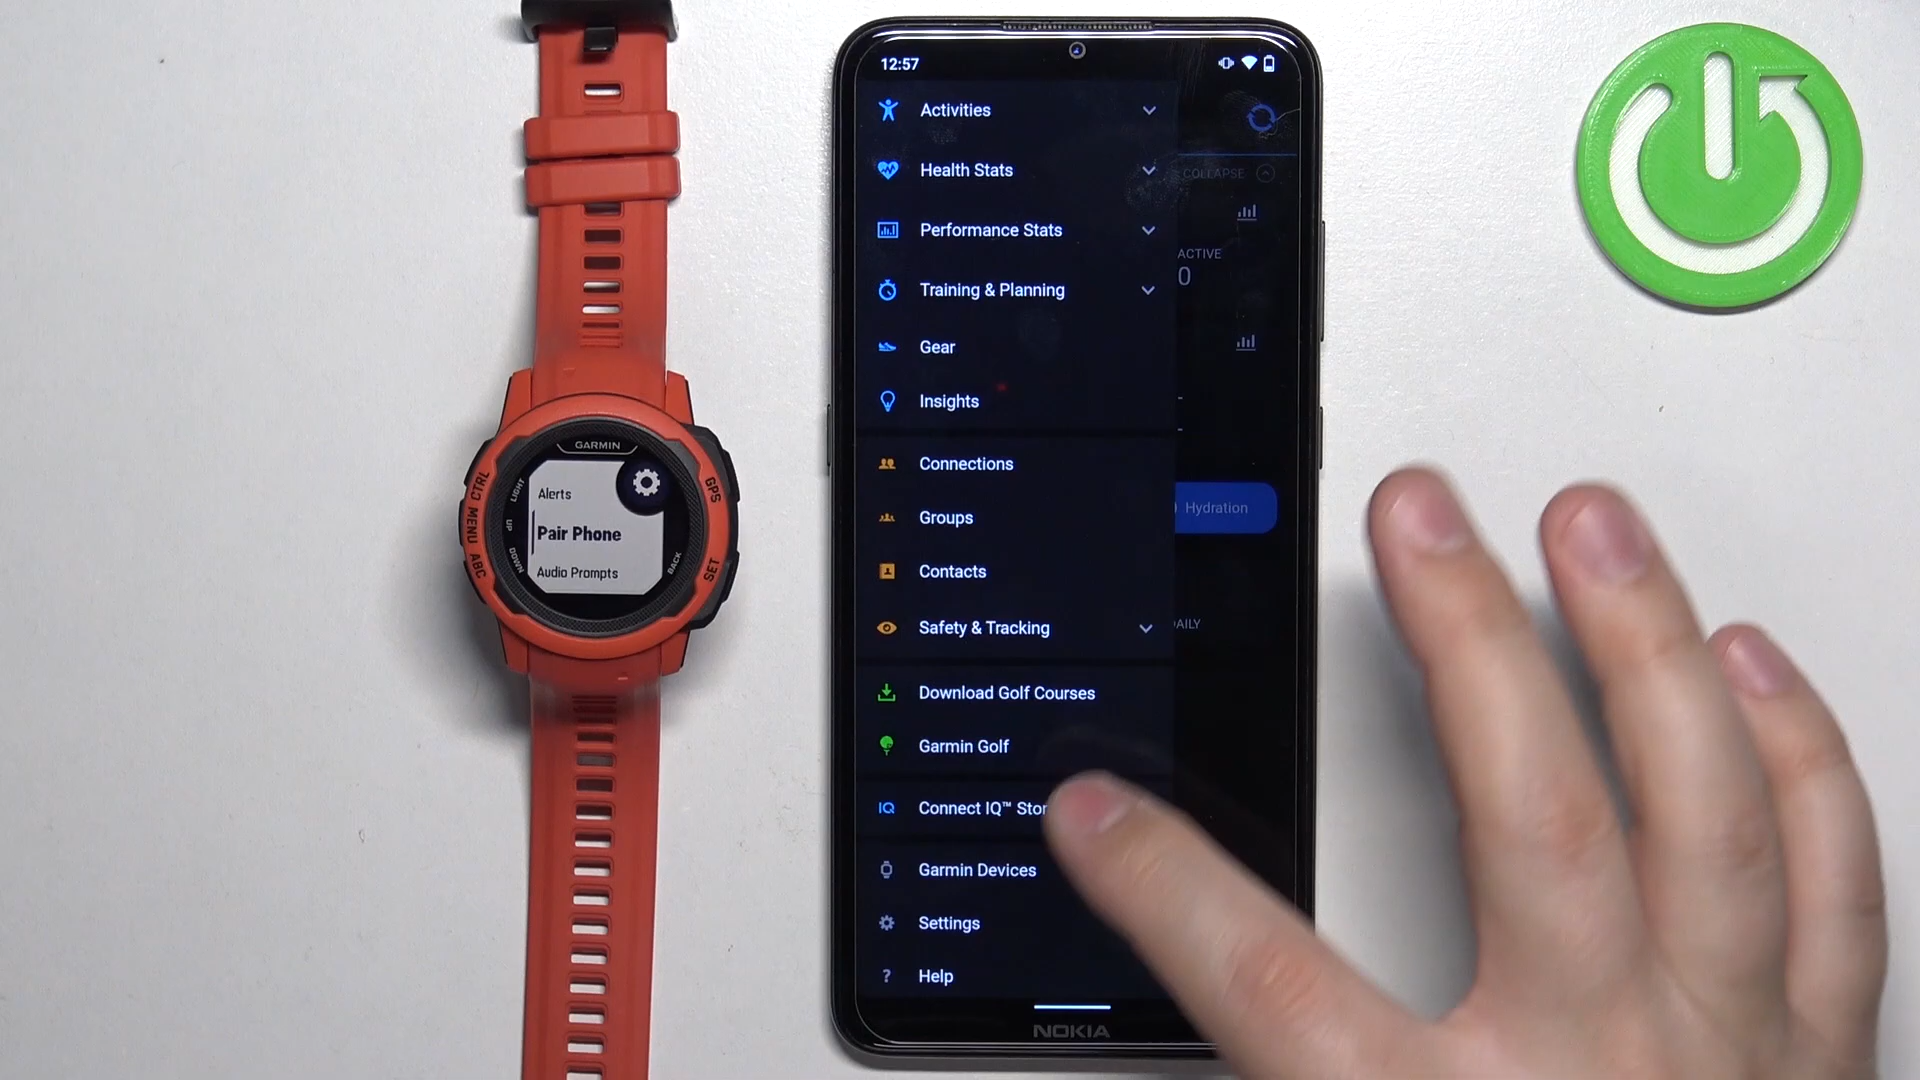 GARMIN
LIGHT
CTRL
UP
MENU
DOWN
ABC
GPS
BACK
SET
Alerts
Pair Phone
Audio Prompts
12:57
Activities
Health Stats
Performance Stats
Training & Planning
Gear
Insights
Connections
Groups
Contacts
Safety & Tracking
Download Golf Courses
Garmin Golf
IQ Connect IQ™ Stor
Garmin Devices
Settings
? Help
COLLAPSE
ACTIVE
0
Hydration
AILY
NOKIA